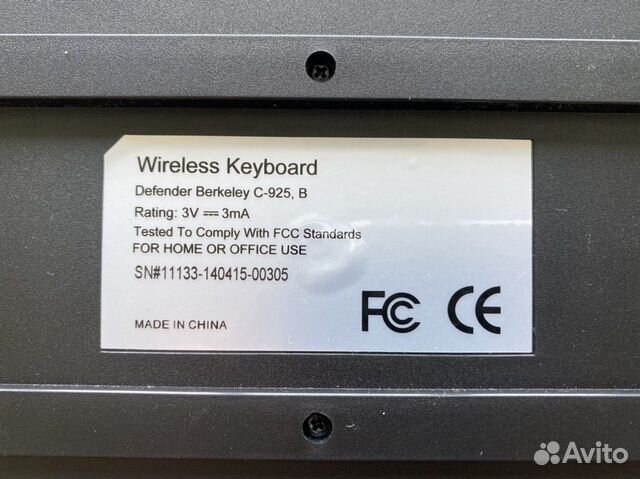 Wireless Keyboard
Defender Berkeley C-925, B
Rating: 3V ⎓ 3mA
Tested To Comply With FCC Standards
FOR HOME OR OFFICE USE
SN#11133-140415-00305
MADE IN CHINA
FC CE
Avito